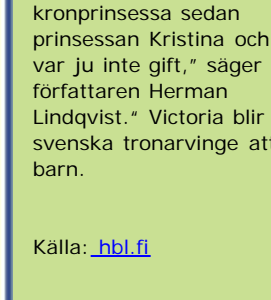 kronprinsessa sedan
prinsessan Kristina och
var ju inte gift," säger
författaren Herman
Lindqvist." Victoria blir
svenska tronarvinge att
barn.
Källa: hbl.fi